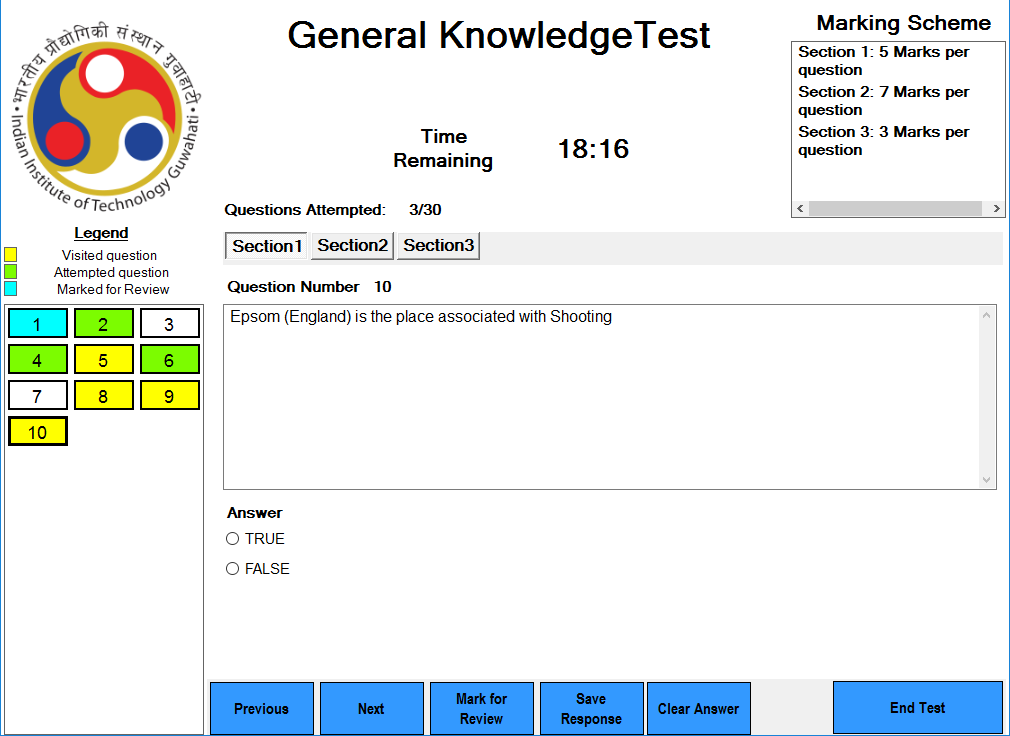 भारतीय प्रौद्योगिकी संस्थान गुवाहाटी
Indian Institute of Technology Guwahati
General KnowledgeTest
Marking Scheme
Section 1: 5 Marks per
question
Section 2: 7 Marks per
question
Section 3: 3 Marks per
question
Time
Remaining
18:16
Questions Attempted: 3/30
Legend
Visited question
Attempted question
Marked for Review
Section1 Section2 Section3
Question Number 10
1 2 3
4 5 6
7 8 9
10
Epsom (England) is the place associated with Shooting
Answer
TRUE
FALSE
Previous
Next
Mark for
Review
Save
Response
Clear Answer
End Test